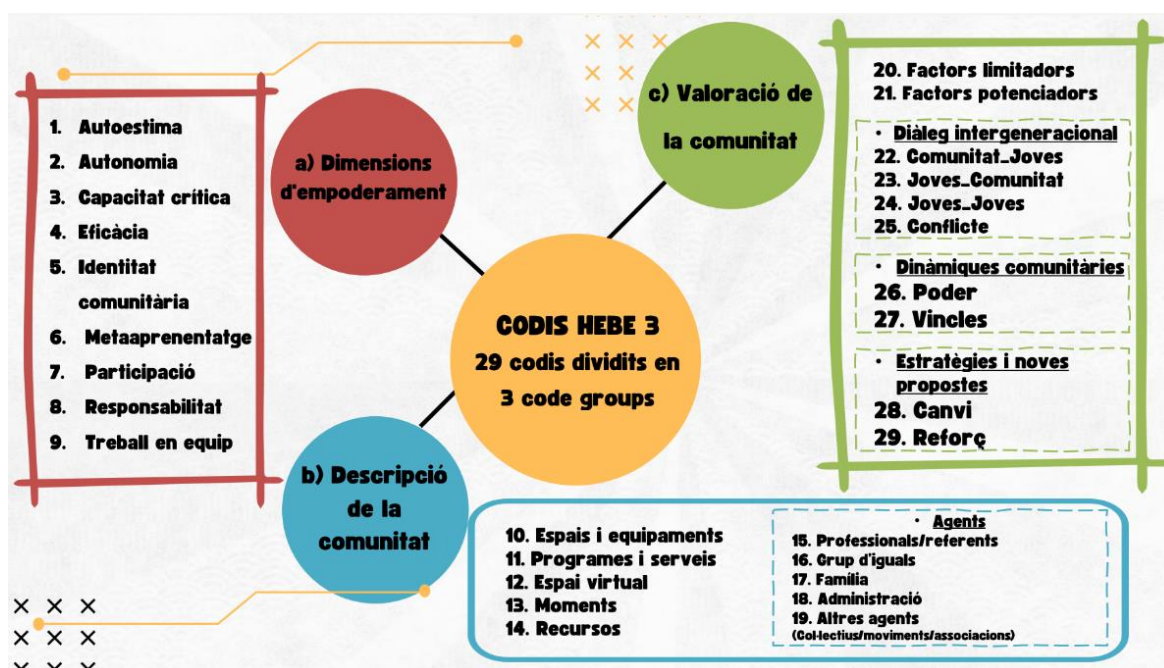 1. Autoestima
2. Autonomia
3. Capacitat crítica
4. Eficàcia
5. Identitat
comunitària
6. Metaaprenentatge
7. Participació
8. Responsabilitat
9. Treball en equip
a) Dimensions
d'empoderament
CODIS HEBE 3
29 codis dividits en
3 code groups
c) Valoració de
la comunitat
20. Factors limitadors
21. Factors potenciadors
· Diàleg intergeneracional
22. Comunitat_Joves
23. Joves_Comunitat
24. Joves_Joves
25. Conflicte
· Dinàmiques comunitàries
26. Poder
27. Vincles
· Estratègies i noves
propostes
28. Canvi
29. Reforç
b) Descripció
de la
comunitat
10. Espais i equipaments
11. Programes i serveis
12. Espai virtual
13. Moments
14. Recursos
· Agents
15. Professionals/referents
16. Grup d'iguals
17. Família
18. Administració
19. Altres agents
(Col·lectius/moviments/associacions)